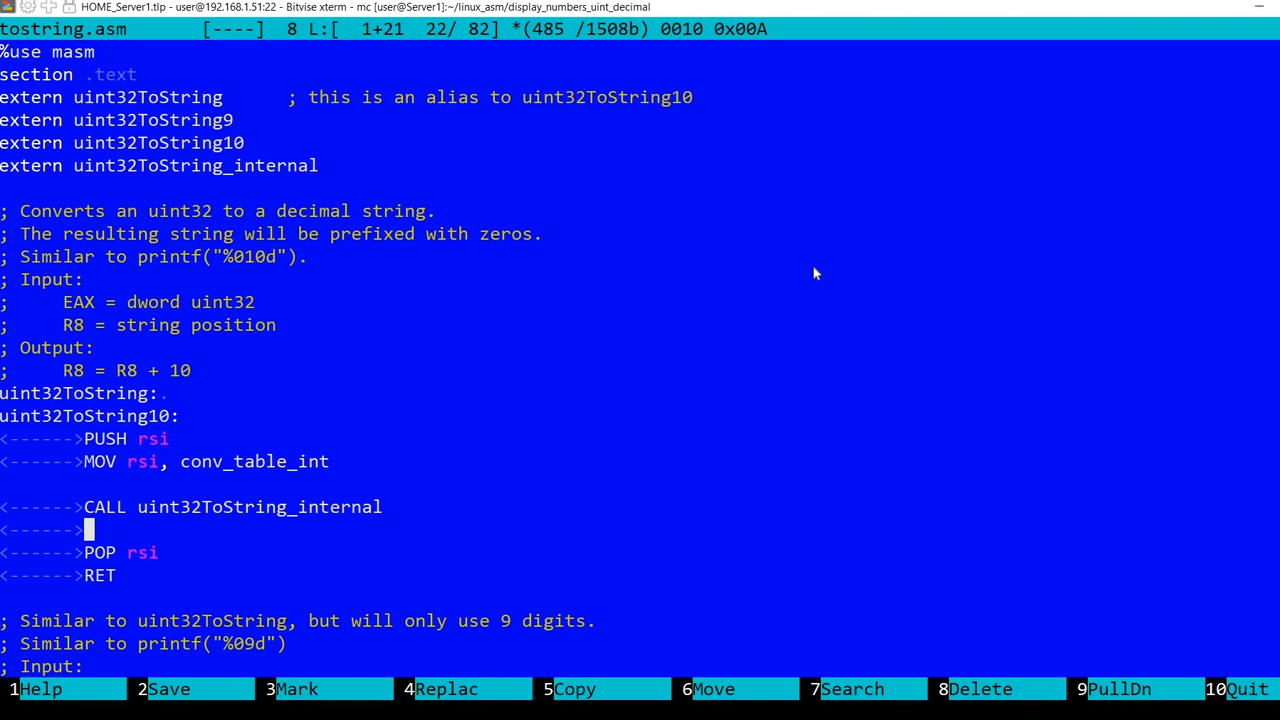 HOME_Server1.tlp - user@192.168.1.51:22 - Bitvise xterm - mc [user@Server1]:~/linux_asm/display_numbers_uint_decimal
tostring.asm       [----]  8 L:[  1+21  22/ 82] *(485 /1508b) 0010 0x00A
%use masm
section .text
extern uint32ToString      ; this is an alias to uint32ToString10
extern uint32ToString9
extern uint32ToString10
extern uint32ToString_internal
; Converts an uint32 to a decimal string.
; The resulting string will be prefixed with zeros.
; Similar to printf("%010d").
; Input:
;     EAX = dword uint32
;     R8 = string position
; Output:
;     R8 = R8 + 10
uint32ToString:.
uint32ToString10:
<------>PUSH rsi
<------>MOV rsi, conv_table_int
<------>CALL uint32ToString_internal
<------>
<------>POP rsi
<------>RET
; Similar to uint32ToString, but will only use 9 digits.
; Similar to printf("%09d")
; Input:
1Help 2Save 3Mark 4Replac 5Copy 6Move 7Search 8Delete 9PullDn 10Quit